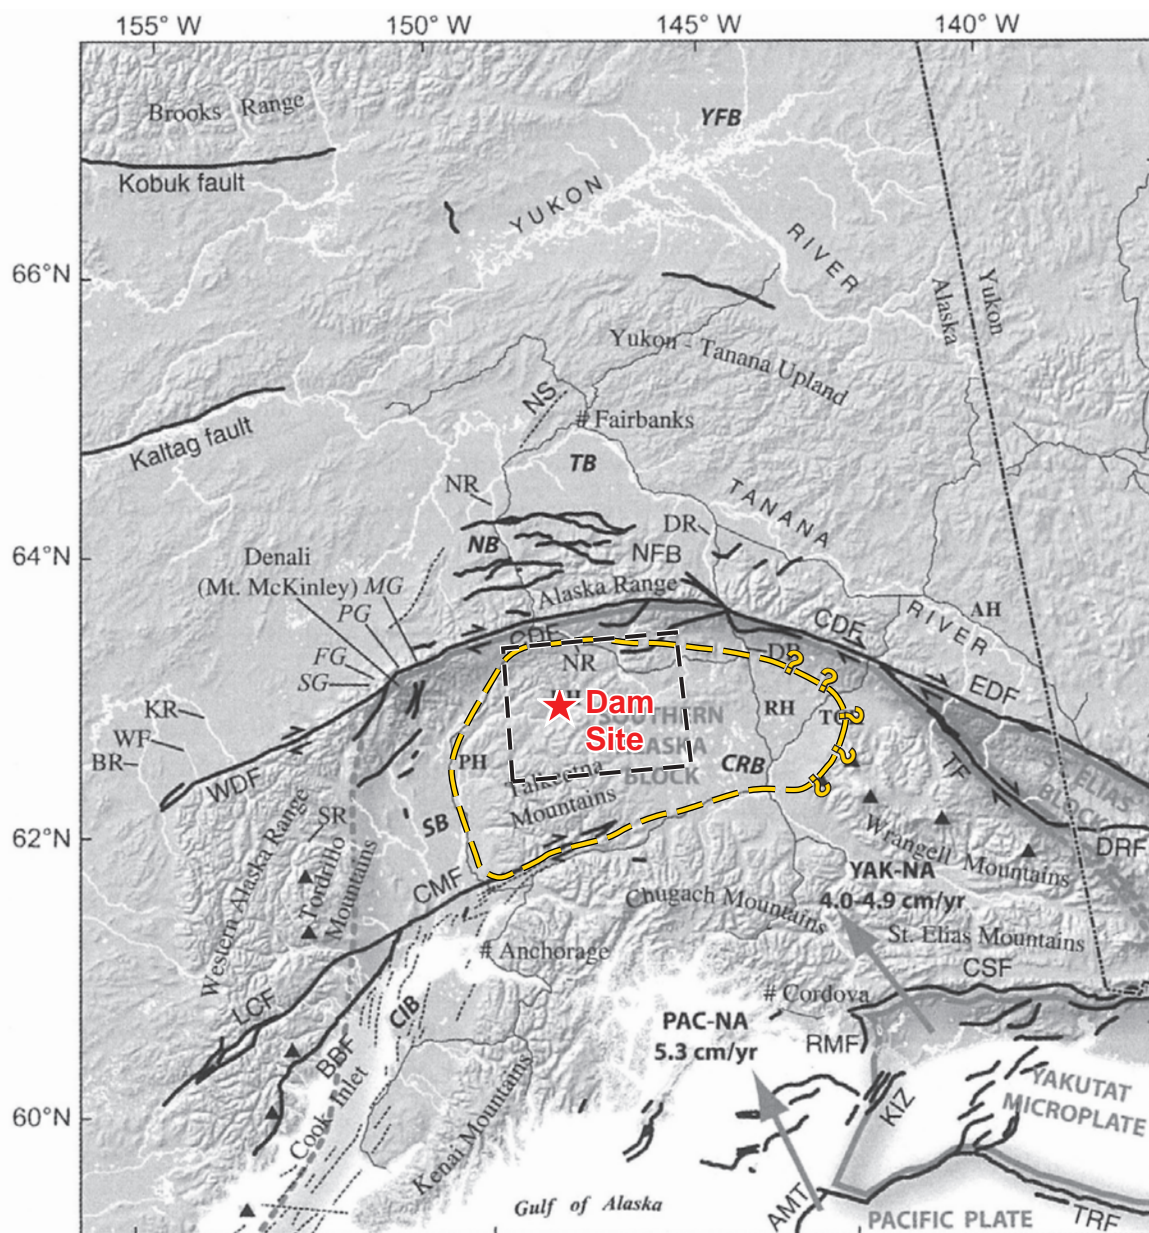 155° W
150° W
145° W
140° W
Brooks Range
YFB
Kobuk fault
YUKON
RIVER
66°N
Alaska
Yukon
Yukon - Tanana Upland
NS
# Fairbanks
Kaltag fault
TB
NR
TANANA
DR
NB
NFB
64°N
Denali
(Mt. McKinley)
MG
Alaska Range
PG
CDF
RIVER
AH
CDF
FG
NR
DR
SG
EDF
KR
Dam
Site
SOUTHERN
ALASKA
BLOCK
RH
WF
BR
PH
CRB
TF
WDF
Talkeetna
Mountains
BLOCK
SR
SB
62°N
DRF
Western Alaska Range
Tordrillo
Mountains
CMF
Wrangell Mountains
YAK-NA
4.0-4.9 cm/yr
Chugach Mountains
St. Elias Mountains
# Anchorage
CSF
# Cordova
LCF
CIB
PAC-NA
5.3 cm/yr
RMF
BBF
YAKUTAT
MICROPLATE
KIZ
60°N
Cook Inlet
Kenai Mountains
Gulf of Alaska
AMT
PACIFIC PLATE
TRF
? ? ? ? ?